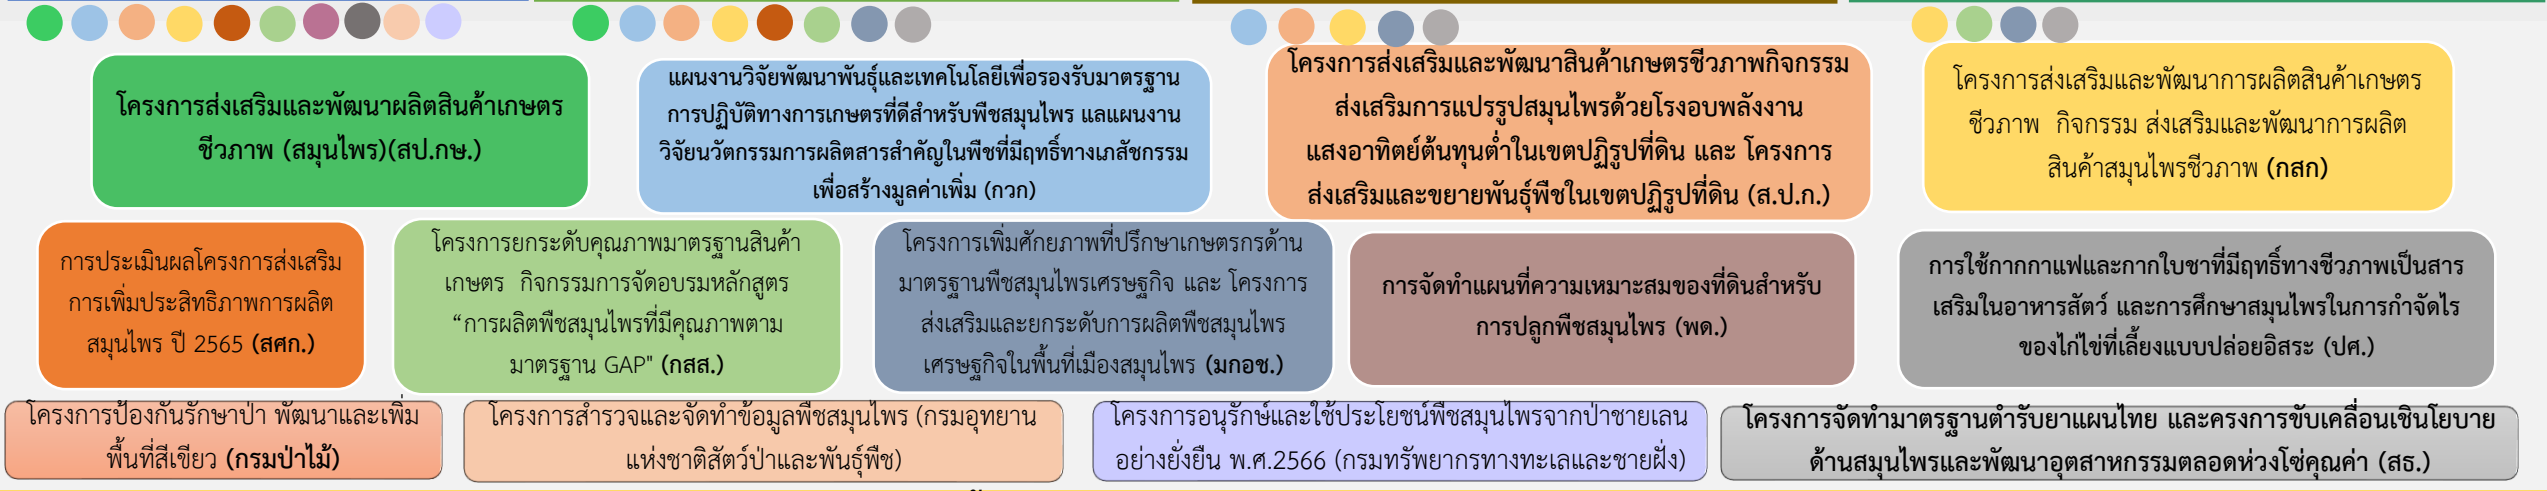 โครงการส่งเสริมและพัฒนาผลิตสินค้าเกษตร
ชีวภาพ (สมุนไพร)(สป.กษ.)
แผนงานวิจัยพัฒนาพันธุ์และเทคโนโลยีเพื่อรองรับมาตรฐาน
การปฏิบัติทางการเกษตรที่ดีสำหรับพืชสมุนไพร แลแผนงาน
วิจัยนวัตกรรมการผลิตสารสำคัญในพืชที่มีฤทธิ์ทางเภสัชกรรม
เพื่อสร้างมูลค่าเพิ่ม (กวก)
โครงการส่งเสริมและพัฒนาสินค้าเกษตรชีวภาพกิจกรรม
ส่งเสริมการแปรรูปสมุนไพรด้วยโรงอบพลังงาน
แสงอาทิตย์ต้นทุนต่ำในเขตปฏิรูปที่ดิน และ โครงการ
ส่งเสริมและขยายพันธุ์พืชในเขตปฏิรูปที่ดิน (ส.ป.ก.)
โครงการส่งเสริมและพัฒนาการผลิตสินค้าเกษตร
ชีวภาพ กิจกรรม ส่งเสริมและพัฒนาการผลิต
สินค้าสมุนไพรชีวภาพ (กสก)
การประเมินผลโครงการส่งเสริม
การเพิ่มประสิทธิภาพการผลิต
สมุนไพร ปี 2565 (สศก.)
โครงการยกระดับคุณภาพมาตรฐานสินค้า
เกษตร กิจกรรมการจัดอบรมหลักสูตร
“การผลิตพืชสมุนไพรที่มีคุณภาพตาม
มาตรฐาน GAP" (กสส.)
โครงการเพิ่มศักยภาพที่ปรึกษาเกษตรกรด้าน
มาตรฐานพืชสมุนไพรเศรษฐกิจ และ โครงการ
ส่งเสริมและยกระดับการผลิตพืชสมุนไพร
เศรษฐกิจในพื้นที่เมืองสมุนไพร (มกอช.)
การจัดทำแผนที่ความเหมาะสมของที่ดินสำหรับ
การปลูกพืชสมุนไพร (พด.)
การใช้กากกาแฟและกากใบชาที่มีฤทธิ์ทางชีวภาพเป็นสาร
เสริมในอาหารสัตว์ และการศึกษาสมุนไพรในการกำจัดไร
ของไก่ไข่ที่เลี้ยงแบบปล่อยอิสระ (ปศ.)
โครงการป้องกันรักษาป่า พัฒนาและเพิ่ม
พื้นที่สีเขียว (กรมป่าไม้)
โครงการสำรวจและจัดทำข้อมูลพืชสมุนไพร (กรมอุทยาน
แห่งชาติสัตว์ป่าและพันธุ์พืช)
โครงการอนุรักษ์และใช้ประโยชน์พืชสมุนไพรจากป่าชายเลน
อย่างยั่งยืน พ.ศ.2566 (กรมทรัพยากรทางทะเลและชายฝั่ง)
โครงการจัดทำมาตรฐานตำรับยาแผนไทย และครงการขับเคลื่อนเชินโยบาย
ด้านสมุนไพรและพัฒนาอุตสาหกรรมตลอดห่วงโซ่คุณค่า (สธ.)